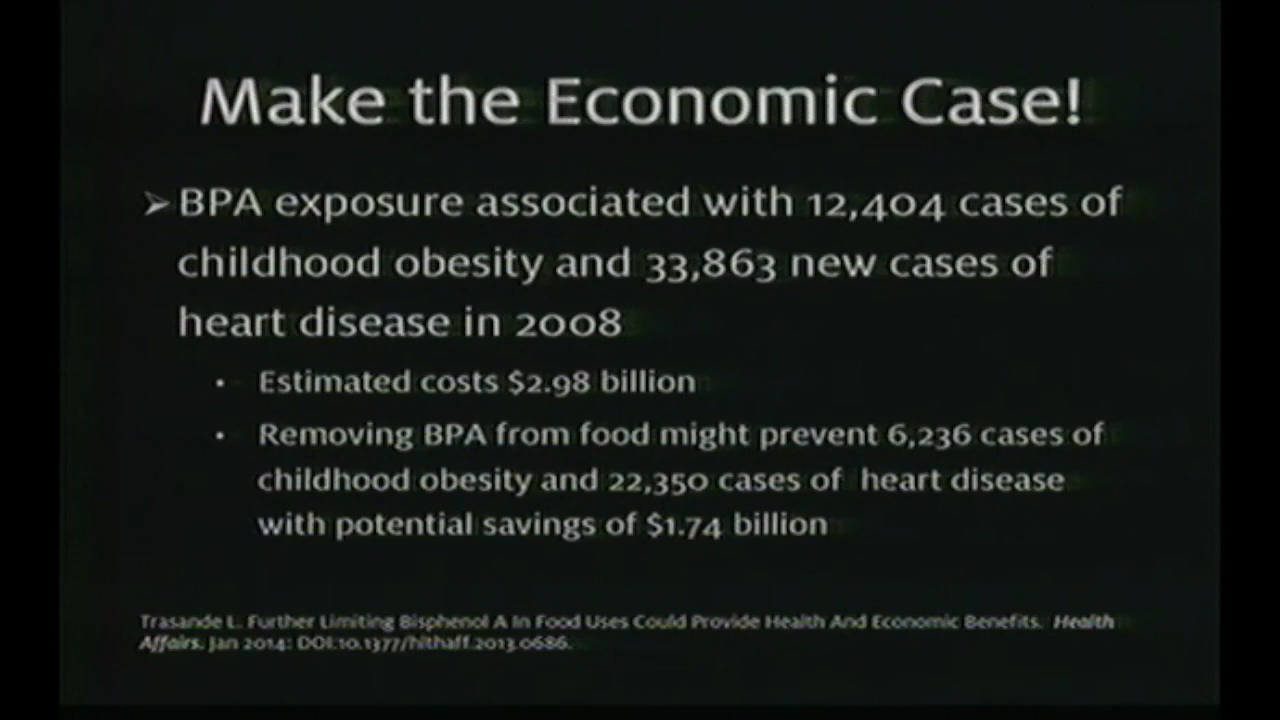 Make the Economic Case!
➢ BPA exposure associated with 12,404 cases of
childhood obesity and 33,863 new cases of
heart disease in 2008
• Estimated costs $2.98 billion
• Removing BPA from food might prevent 6,236 cases of
childhood obesity and 22,350 cases of heart disease
with potential savings of $1.74 billion
Trasande L. Further Limiting Bisphenol A In Food Uses Could Provide Health And Economic Benefits. Health
Affairs. Jan 2014: DOI:10.1377/hlthaff.2013.0686.